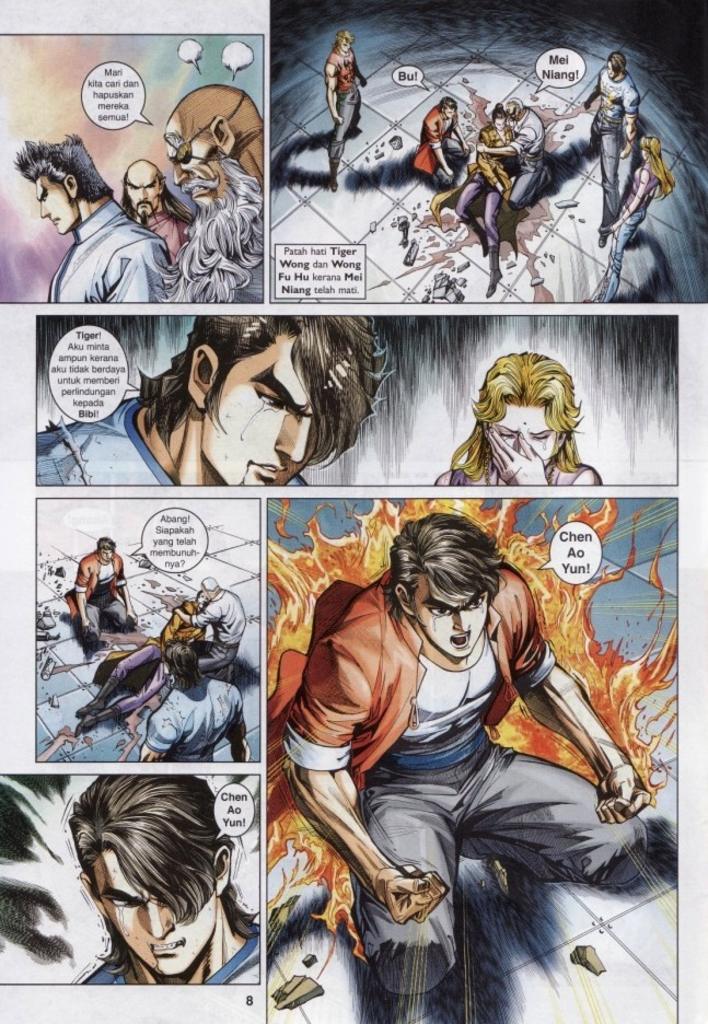 Mari
kita cari dan
hapuskan
mereka
semua!
Bu!
Mei
Niang!
Patah hati Tiger
Wong dan Wong
Fu Hu kerana Mei
Niang telah mati.
Tiger!
Aku minta
ampun kerana
aku tidak berdaya
untuk memberi
perlindungan
kepada
Bibi!
Abang!
Siapakah
yang telah
membunuh-
nya?
Chen
Ao
Yun!
Chen
Ao
Yun!
8